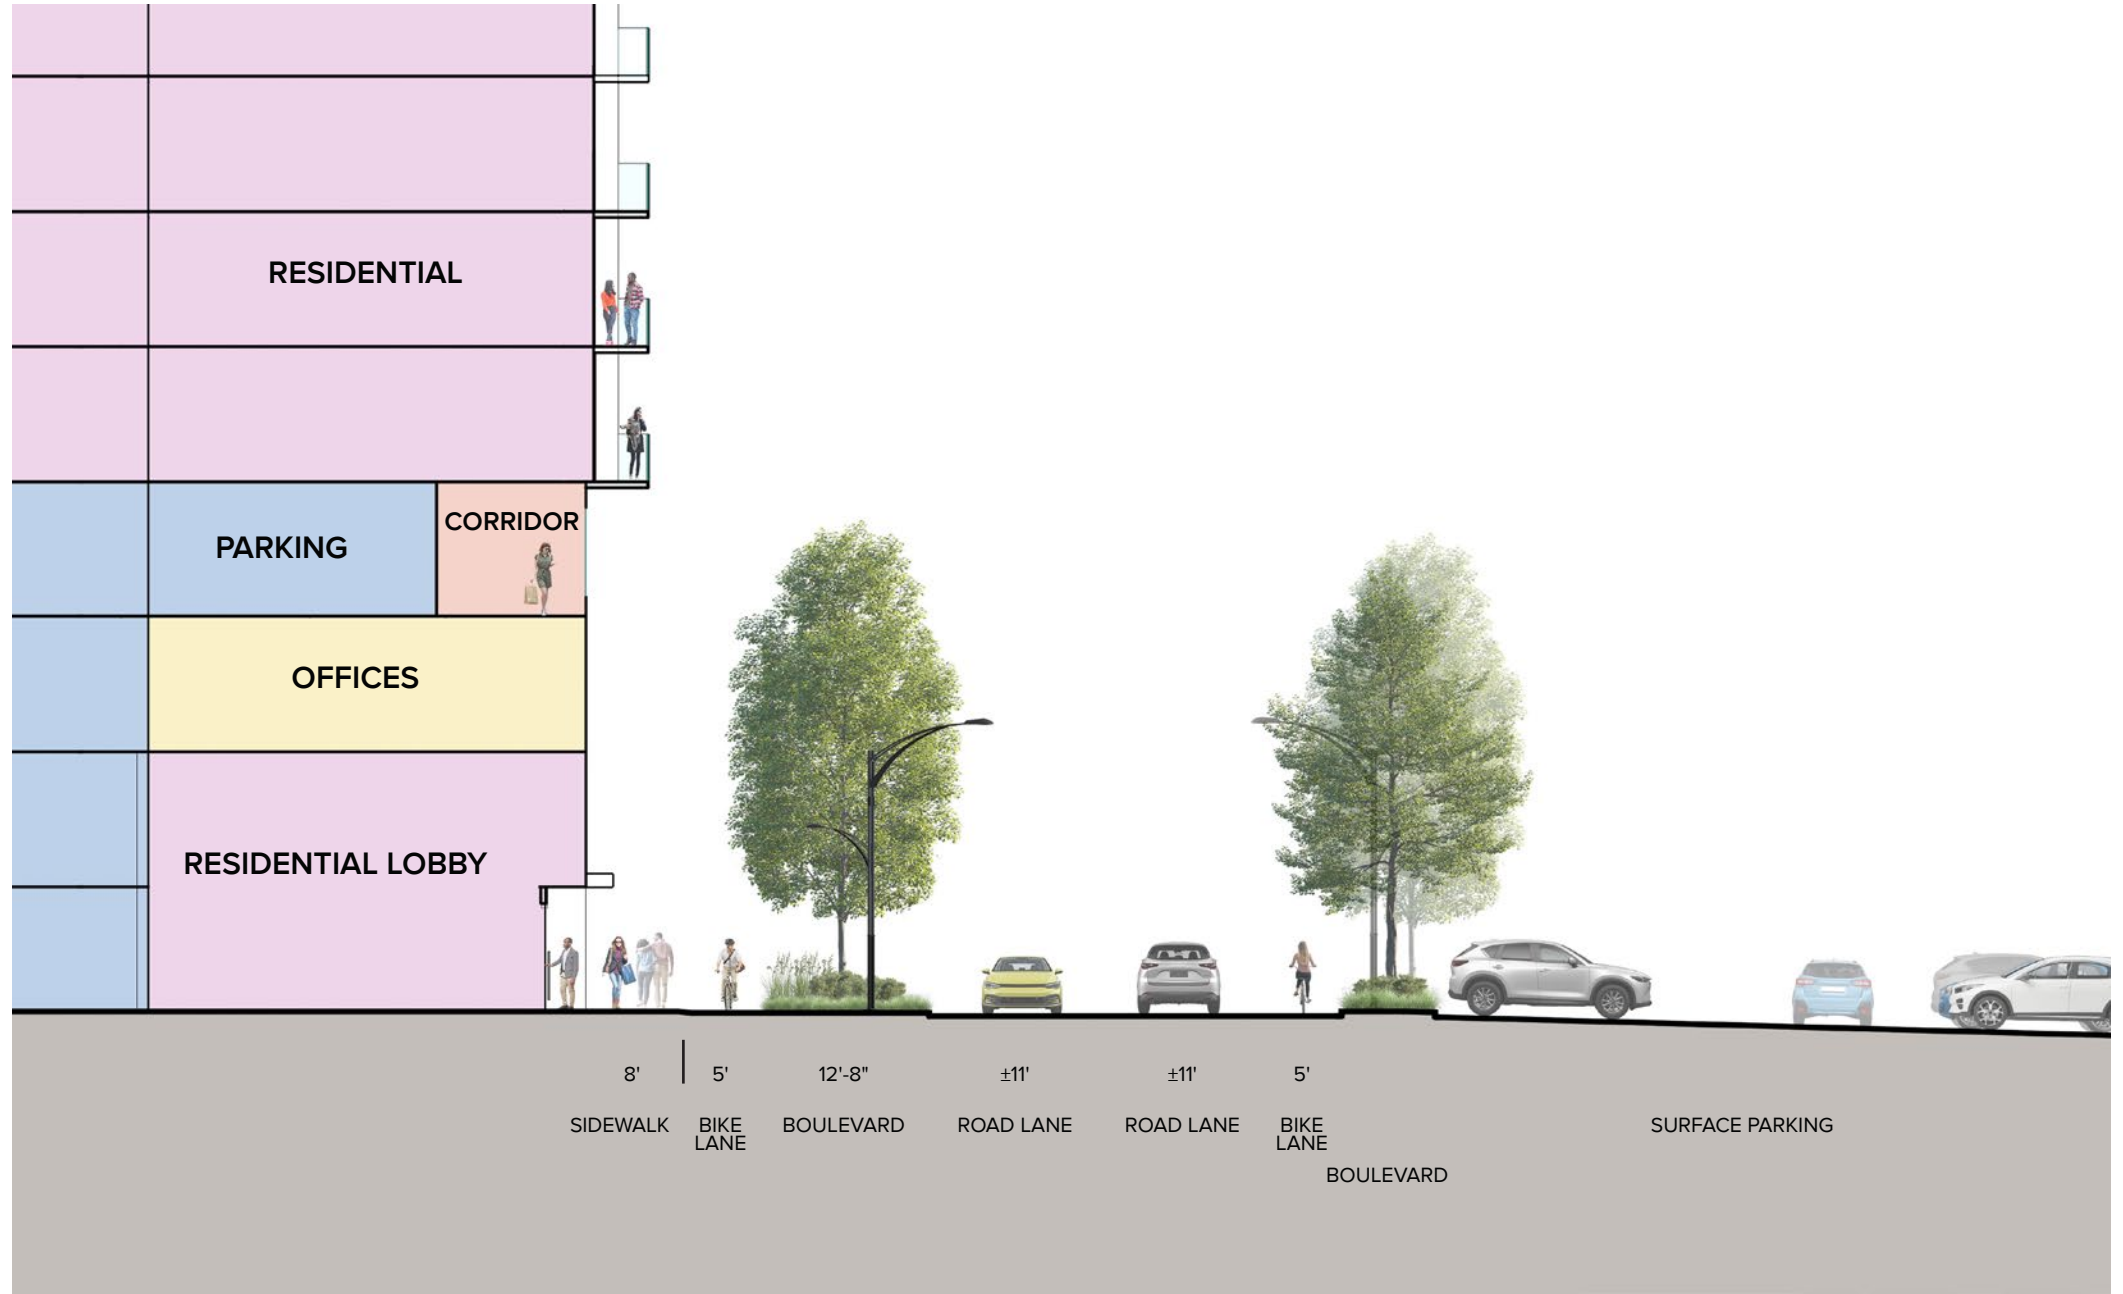 RESIDENTIAL
CORRIDOR
PARKING
OFFICES
RESIDENTIAL LOBBY
8' 5' 12'-8" ±11' ±11' 5'
SIDEWALK BIKE BOULEVARD ROAD LANE ROAD LANE BIKE SURFACE PARKING
LANE LANE
BOULEVARD